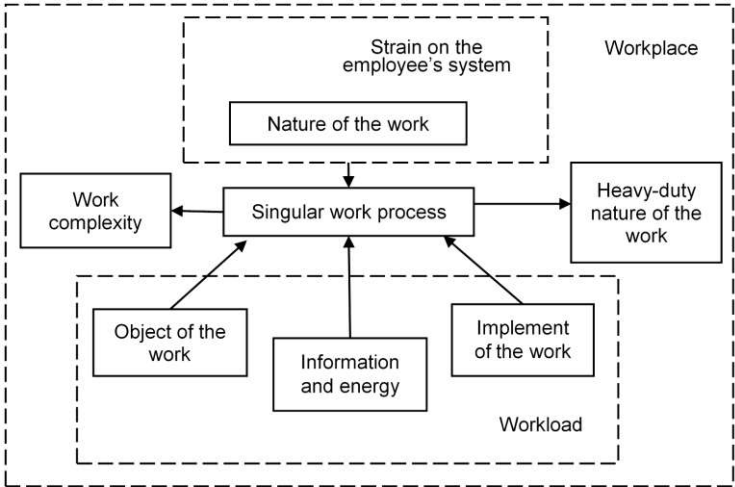 Strain on the
employee's system
Workplace
Nature of the work
Work
complexity
Singular work process
Heavy-duty
nature of the
work
Object of the
work
Information
and energy
Implement
of the work
Workload